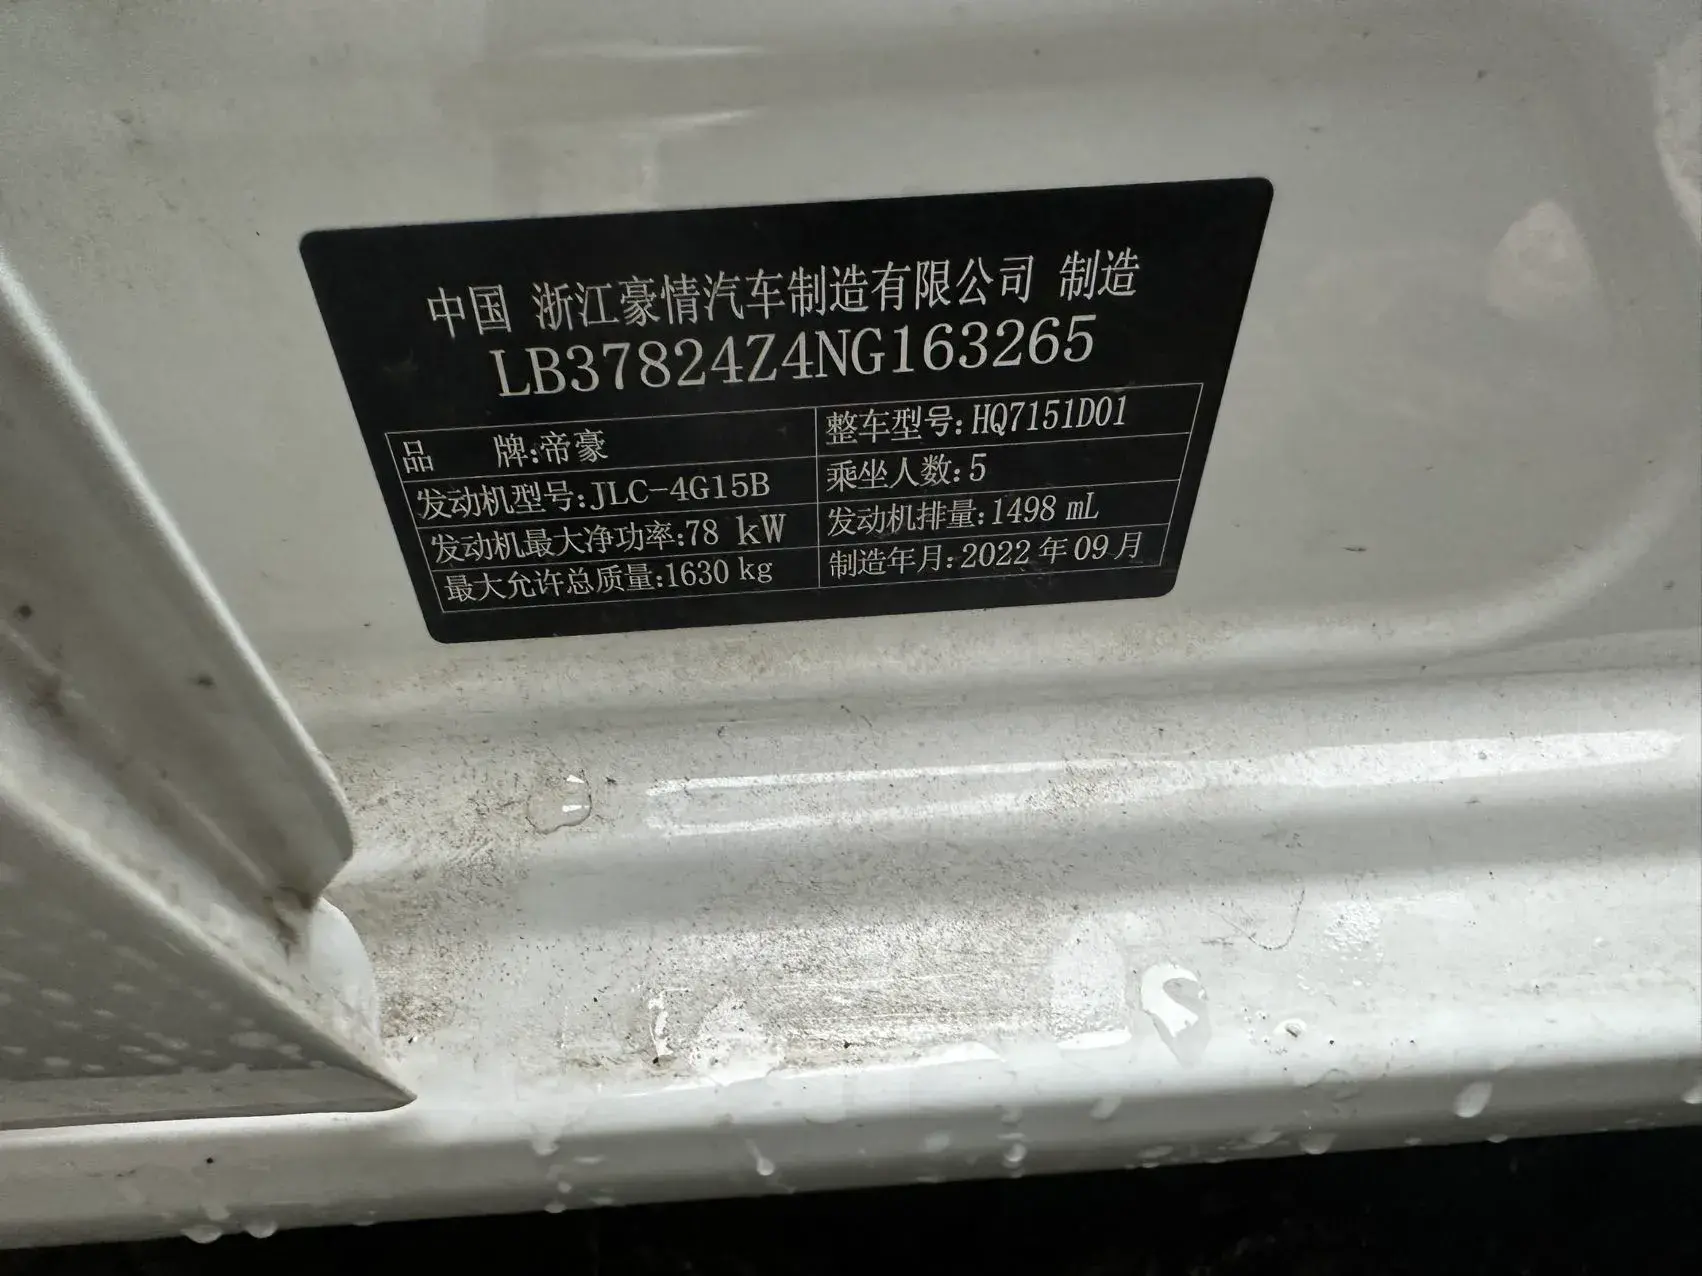 中国 浙江豪情汽车制造有限公司 制造
LB37824Z4NG163265
品 牌:帝豪 整车型号:HQ7151D01
发动机型号:JLC-4G15B 乘坐人数:5
发动机最大净功率:78 kW 发动机排量:1498 mL
最大允许总质量:1630 kg 制造年月:2022年09月